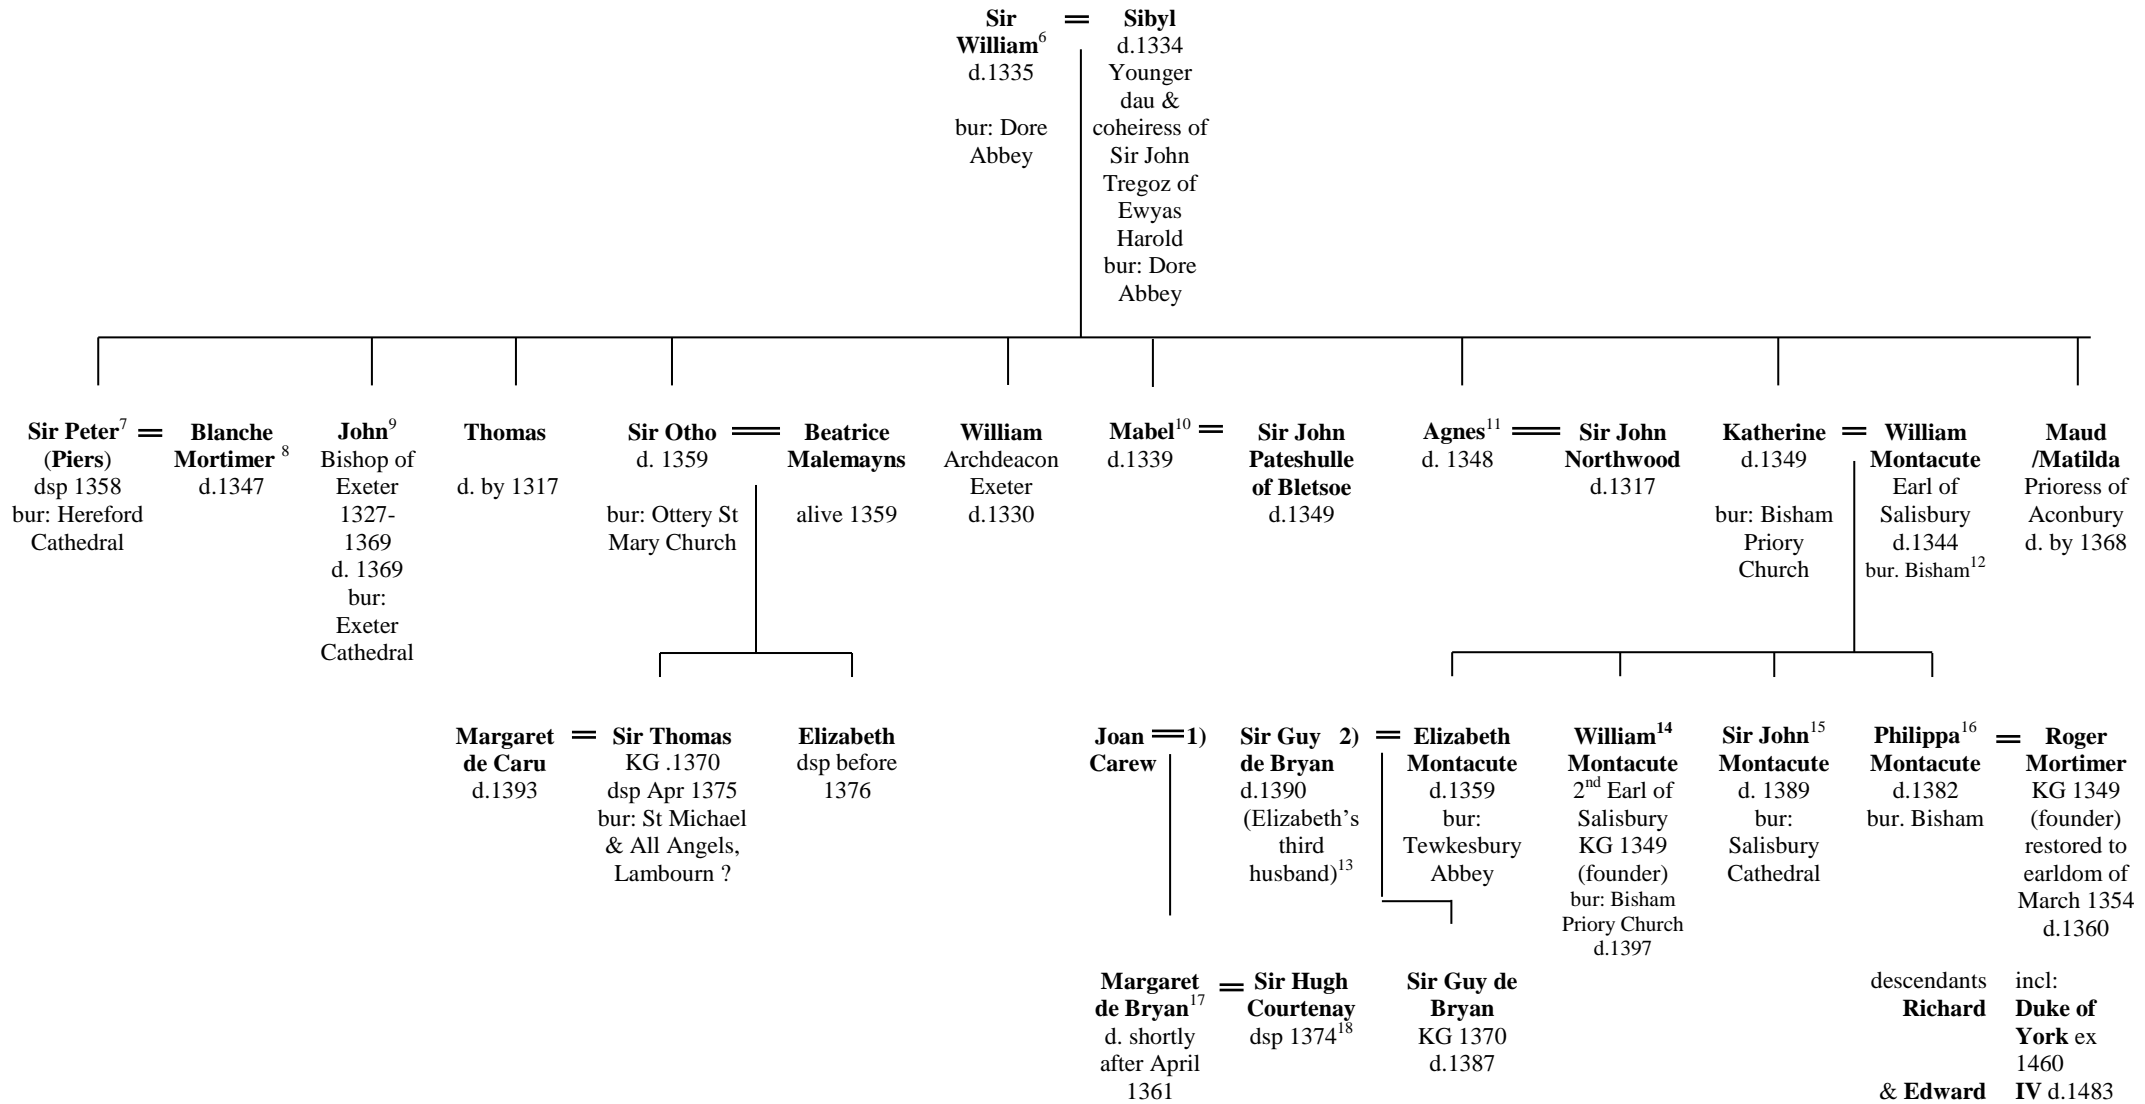 Sir = Sibyl
William⁶ d.1334
d.1335 Younger
dau &
bur: Dore coheiress of
Abbey Sir John
Tregoz of
Ewyas
Harold
bur: Dore
Abbey
Sir Peter⁷ =
(Piers)
dsp 1358
bur: Hereford
Cathedral
Blanche
Mortimer ⁸
d.1347
John⁹
Bishop of
Exeter
1327-
1369
d. 1369
bur:
Exeter
Cathedral
Thomas
d. by 1317
Sir Otho =
d. 1359
bur: Ottery St
Mary Church
Beatrice
Malemayns
alive 1359
William
Archdeacon
Exeter
d.1330
Mabel¹⁰ =
d.1339
Sir John
Pateshulle
of Bletsoe
d.1349
Agnes¹¹ =
d. 1348
Sir John
Northwood
d.1317
Katherine =
d.1349
bur: Bisham
Priory
Church
William
Montacute
Earl of
Salisbury
d.1344
bur. Bisham¹²
Maud
/Matilda
Prioress of
Aconbury
d. by 1368
Margaret =
de Caru
d.1393
Sir Thomas
KG .1370
dsp Apr 1375
bur: St Michael
& All Angels,
Lambourn ?
Elizabeth
dsp before
1376
Joan = 1)
Carew
Sir Guy 2) =
de Bryan
d.1390
(Elizabeth’s
third
husband)¹³
Elizabeth
Montacute
d.1359
bur:
Tewkesbury
Abbey
William¹⁴
Montacute
2nd Earl of
Salisbury
KG 1349
(founder)
bur: Bisham
Priory Church
d.1397
Sir John¹⁵
Montacute
d. 1389
bur:
Salisbury
Cathedral
Philippa¹⁶ =
Montacute
d.1382
bur. Bisham
Roger
Mortimer
KG 1349
(founder)
restored to
earldom of
March 1354
d.1360
Margaret =
de Bryan¹⁷
d. shortly
after April
1361
Sir Hugh
Courtenay
dsp 1374¹⁸
Sir Guy de
Bryan
KG 1370
d.1387
descendants incl:
Richard Duke of
York ex
1460
& Edward IV d.1483